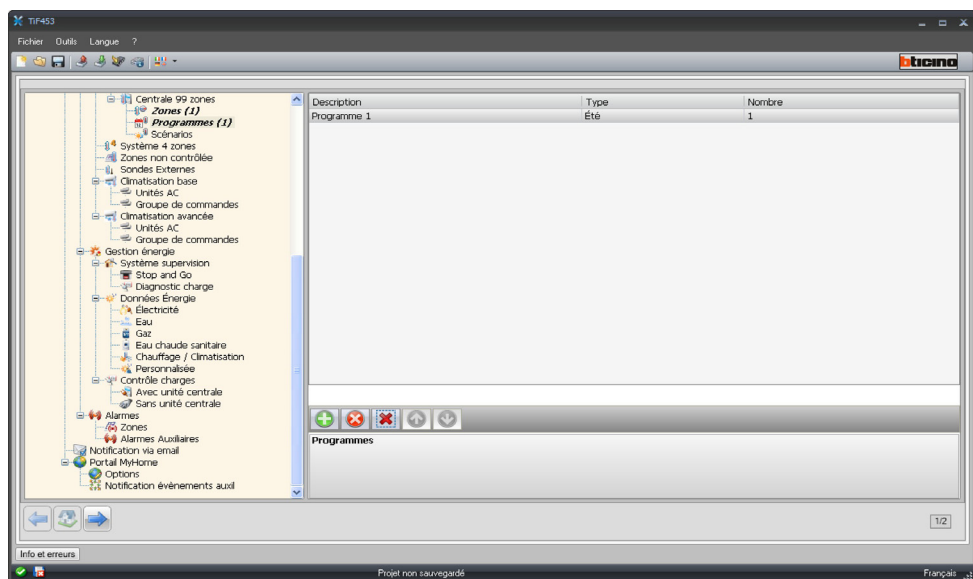 TiF453
Fichier Outils Langue ?
bticino
Centrale 99 zones
Zones (1)
Programmes (1)
Scénarios
Système 4 zones
Zones non contrôlée
Sondes Externes
Climatisation base
Unités AC
Groupe de commandes
Climatisation avancée
Unités AC
Groupe de commandes
Gestion énergie
Système supervision
Stop and Go
Diagnostic charge
Données Énergie
Électricité
Eau
Gaz
Eau chaude sanitaire
Chauffage / Climatisation
Personnalisée
Contrôle charges
Avec unité centrale
Sans unité centrale
Alarmes
Zones
Alarmes Auxiliaires
Notification via email
Portail MyHome
Options
Notification évènements auxil
Description Type Nombre
Programme 1 Été 1
Programmes
1/2
Info et erreurs
Projet non sauvegardé
Français